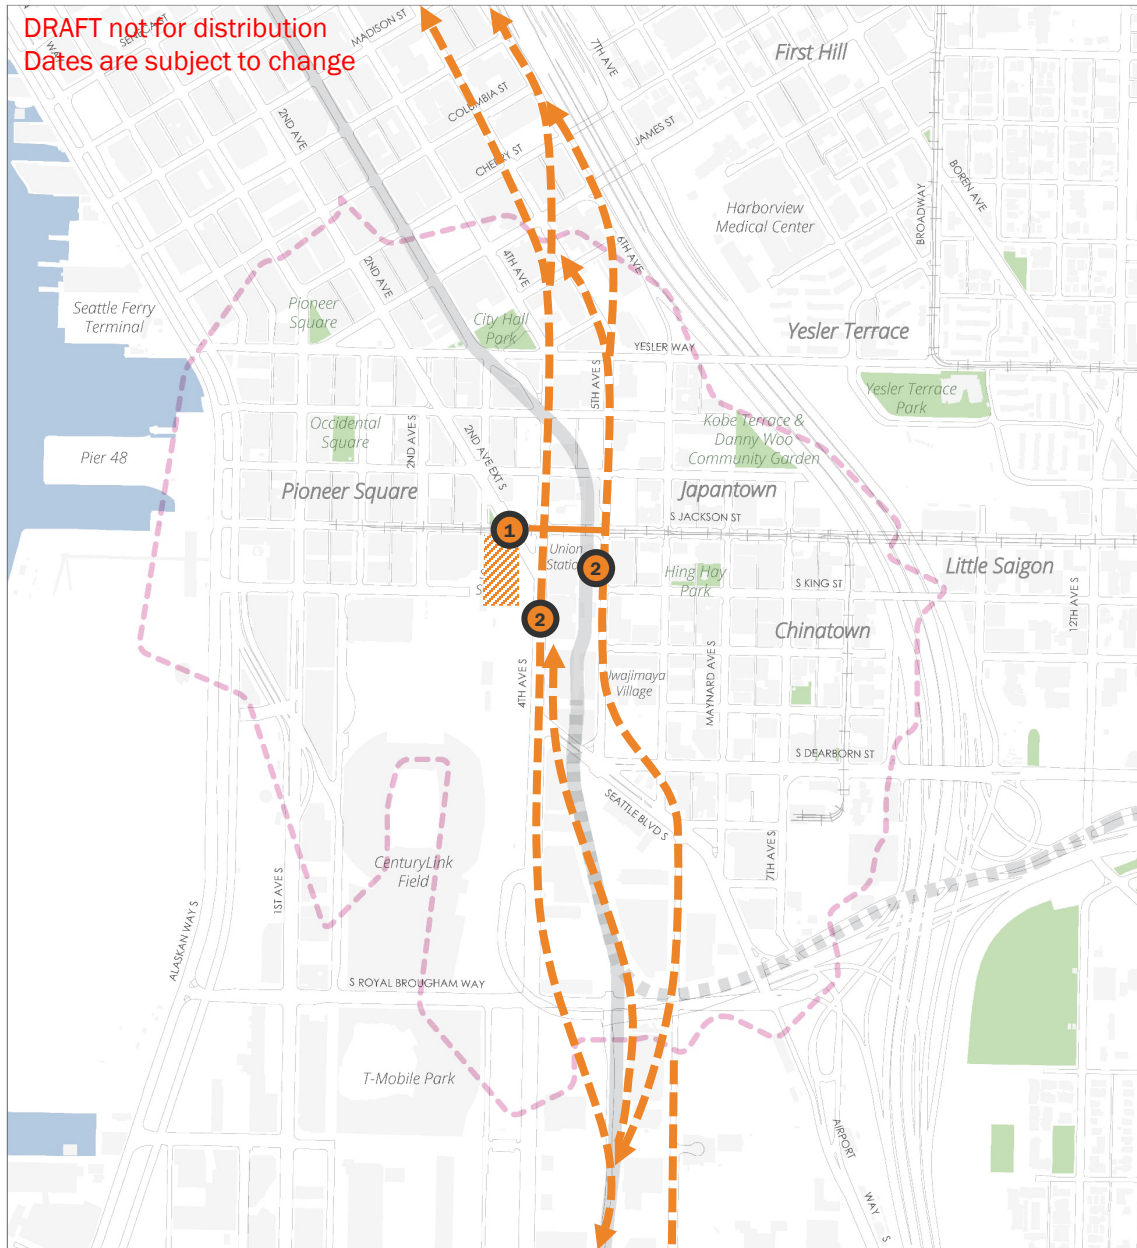 DRAFT not for distribution
Dates are subject to change
WAY
SENECA ST
MADISON ST
7TH AVE
First Hill
COLUMBIA ST
2ND AVE
JAMES ST
CHERRY ST
BOREN AVE
BROADWAY
Harborview
Medical Center
6TH AVE
4TH AVE
2ND AVE
Seattle Ferry
Terminal
Pioneer
Square
City Hall
Park
Yesler Terrace
YESLER WAY
5TH AVE S
Yesler Terrace
Park
Occidental
Square
2ND AVE S
2ND AVE EXT S
Kobe Terrace &
Danny Woo
Community Garden
Pier 48
Pioneer Square
Japantown
S JACKSON ST
1
Union
Station
2
Hing Hay
Park
S KING ST
Little Saigon
12TH AVE S
2
Chinatown
4TH AVE S
Uwajimaya
Village
MAYNARD AVE S
S DEARBORN ST
SEATTLE BLVD S
7TH AVE S
CenturyLink
Field
1ST AVE S
ALASKAN WAY S
S ROYAL BROUGHAM WAY
T-Mobile Park
AIRPORT
WAY
S